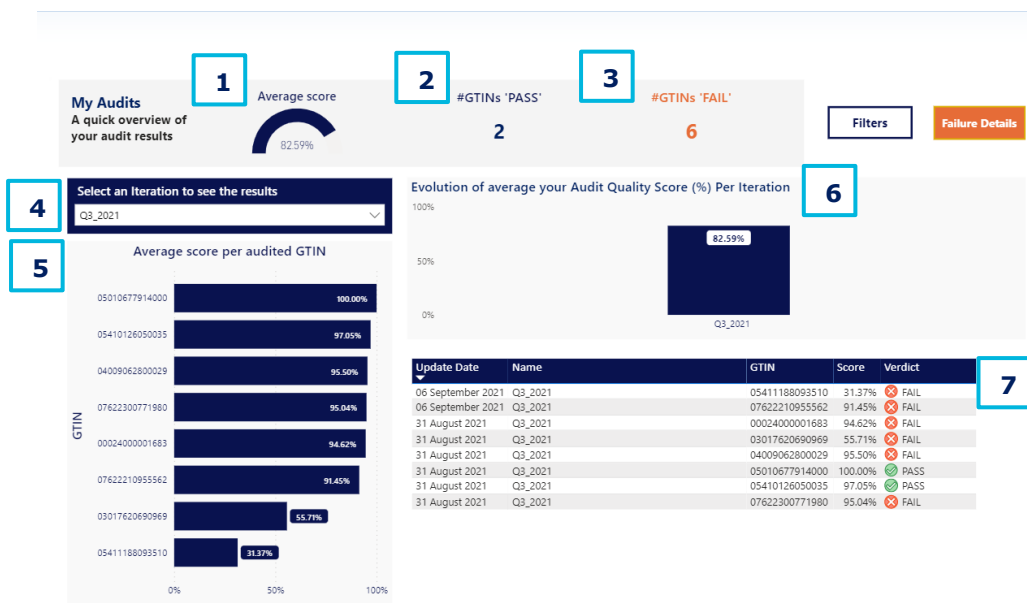 1
2
3
My Audits
A quick overview of
your audit results
Average score
82.59%
#GTINs 'PASS'
2
#GTINs 'FAIL'
6
Filters
Failure Details
4
Select an Iteration to see the results
Q3_2021
5
Average score per audited GTIN
GTIN
05010677914000 100.00%
05410126050035 97.05%
04009062800029 95.50%
07622300771980 95.04%
00024000001683 94.62%
07622210955562 91.45%
03017620690969 55.71%
05411188093510 31.37%
0% 50% 100%
Evolution of average your Audit Quality Score (%) Per Iteration
6
100%
50%
0%
82.59%
Q3_2021
7
Update Date Name GTIN Score Verdict
06 September 2021 Q3_2021 05411188093510 31.37% FAIL
06 September 2021 Q3_2021 07622210955562 91.45% FAIL
31 August 2021 Q3_2021 00024000001683 94.62% FAIL
31 August 2021 Q3_2021 03017620690969 55.71% FAIL
31 August 2021 Q3_2021 04009062800029 95.50% FAIL
31 August 2021 Q3_2021 05010677914000 100.00% PASS
31 August 2021 Q3_2021 05410126050035 97.05% PASS
31 August 2021 Q3_2021 07622300771980 95.04% FAIL